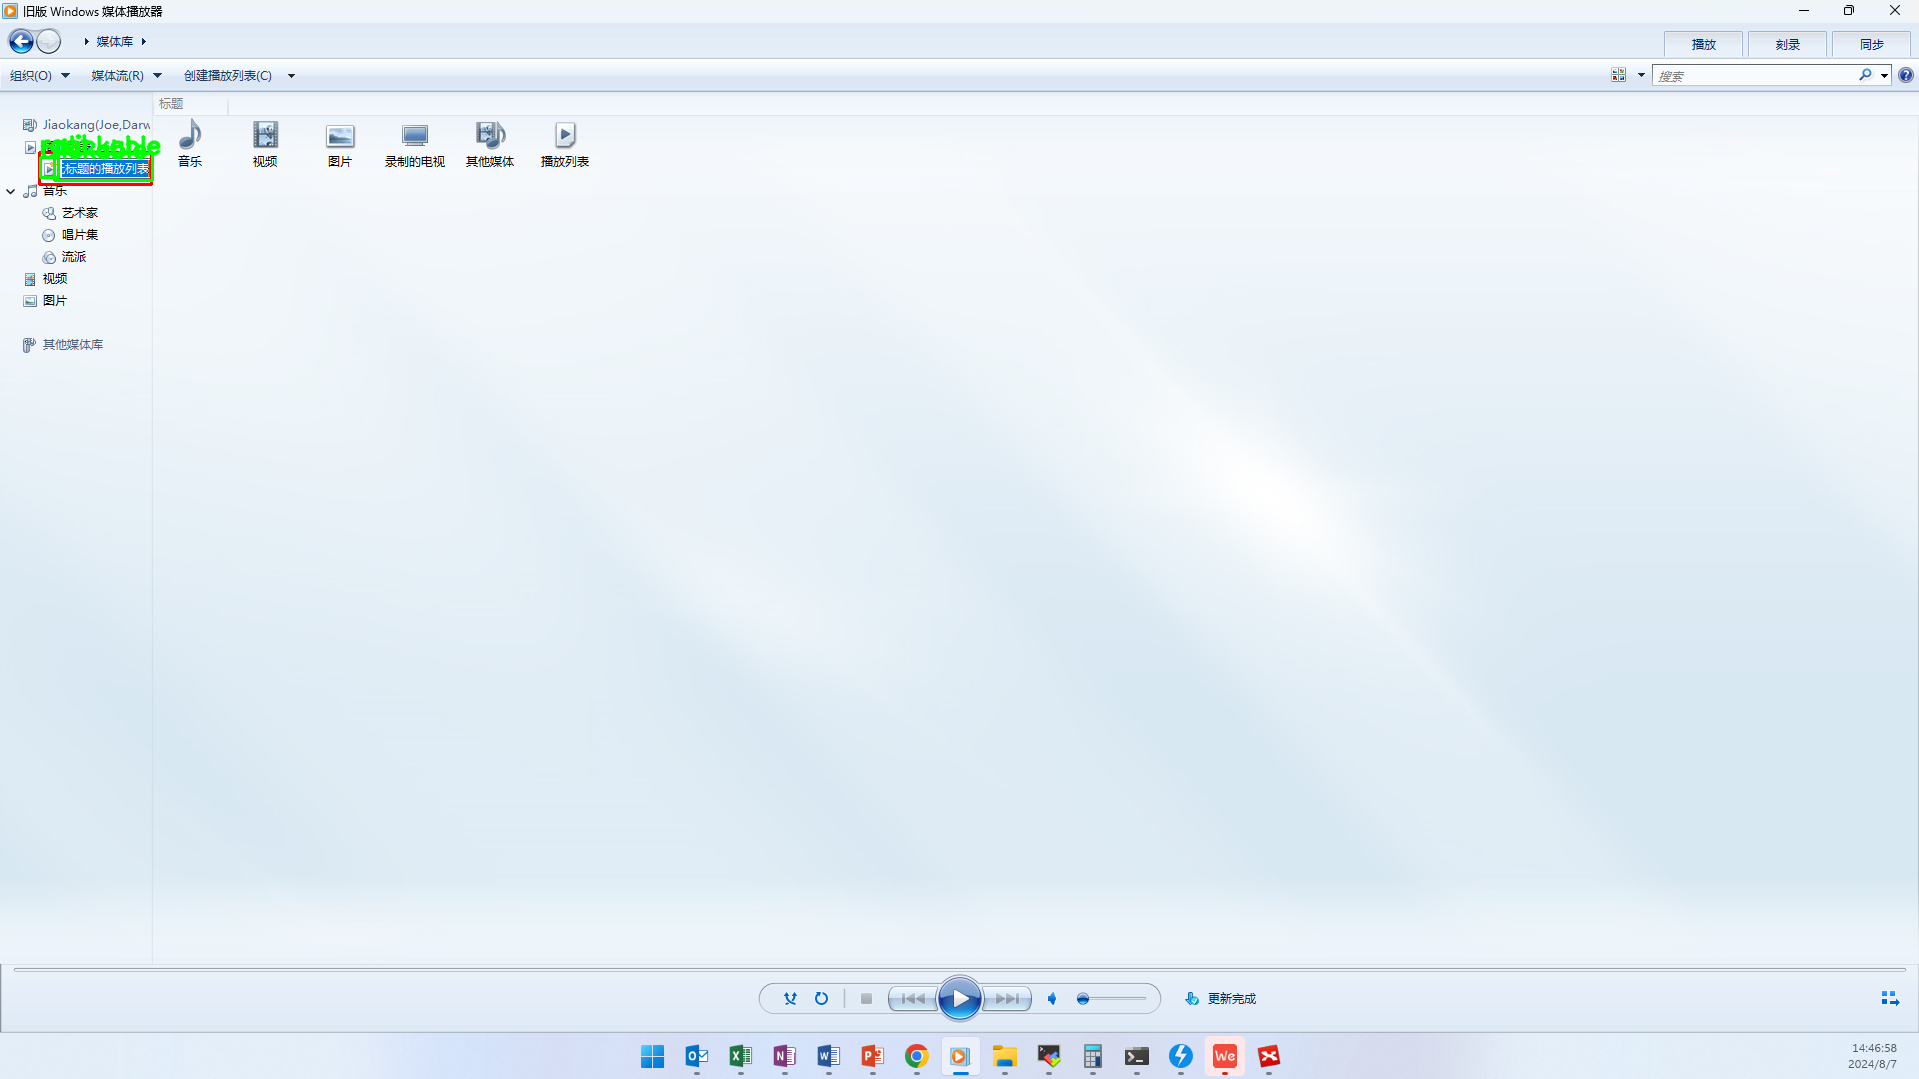 旧版 Windows 媒体播放器
媒体库
播放
刻录
同步
组织(O)
媒体流(R)
创建播放列表(C)
搜索
标题
Jiaokang(Joe,Darw
标题的播放列表
音乐
艺术家
唱片集
流派
视频
图片
其他媒体库
音乐
视频
图片
录制的电视
其他媒体
播放列表
更新完成
We
14:46:58
2024/8/7